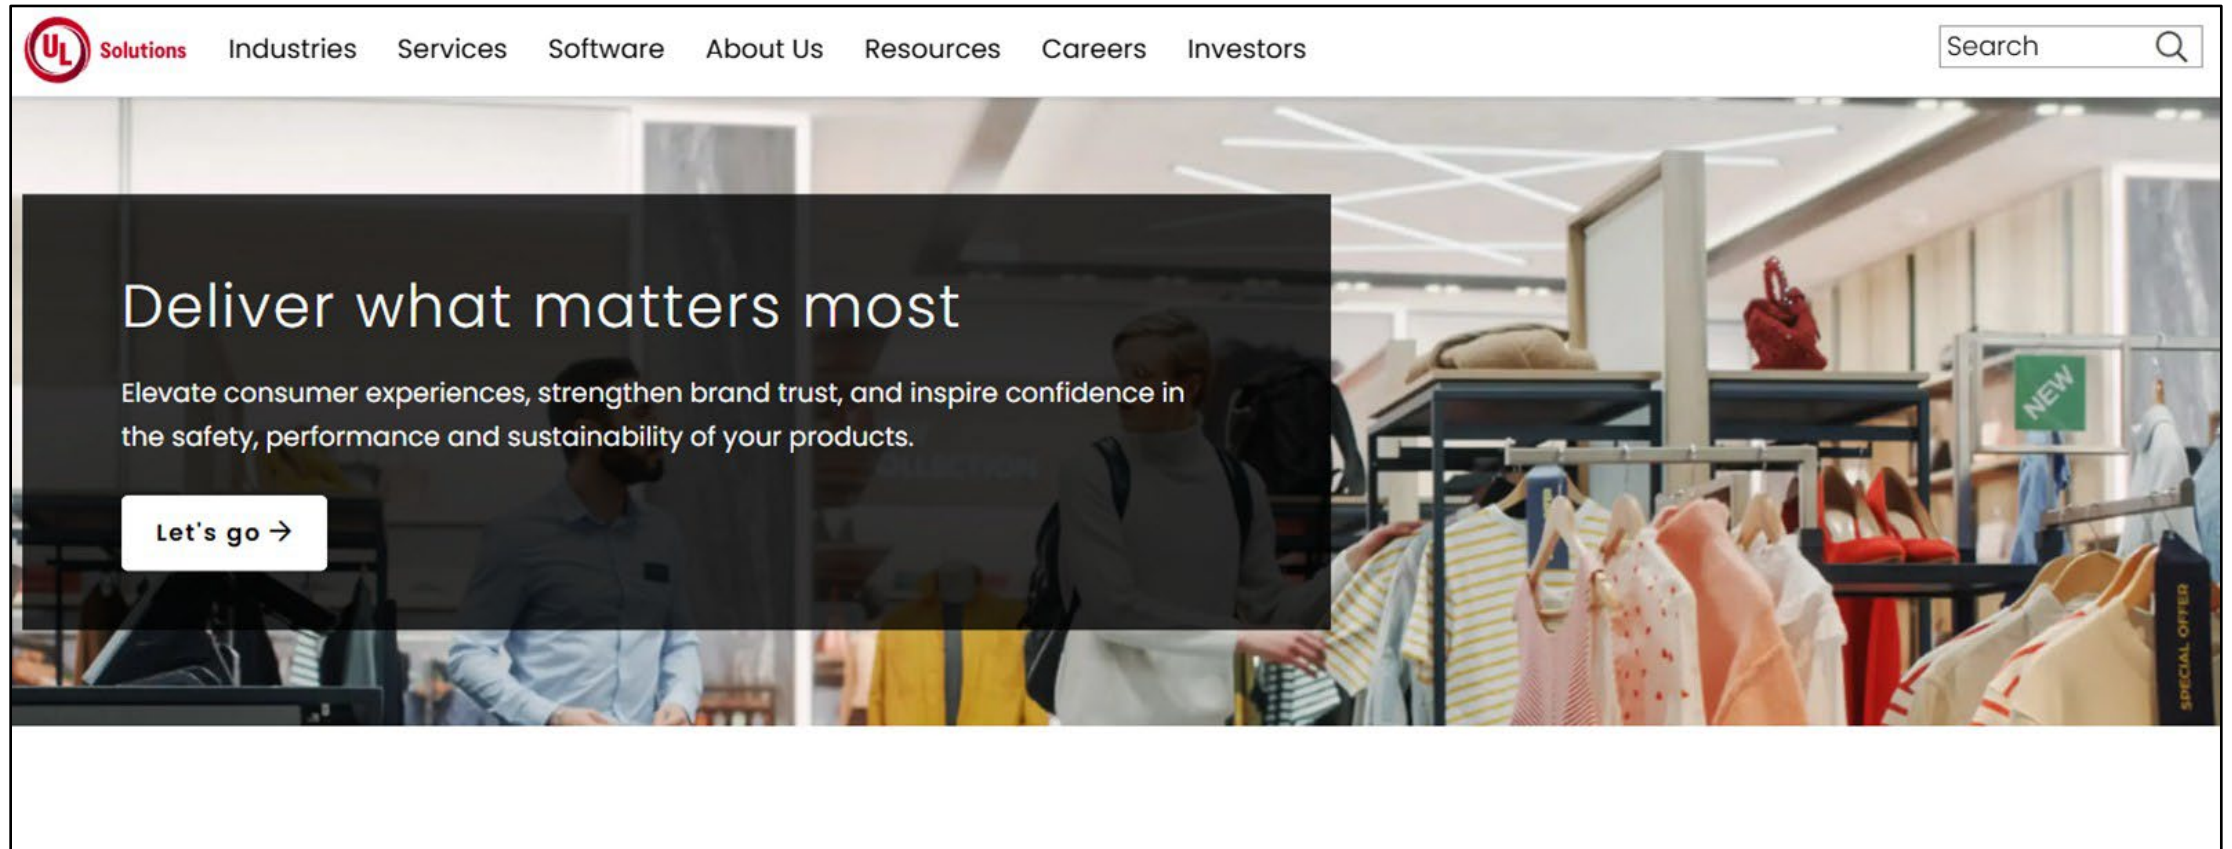 UL Solutions Industries Services Software About Us Resources Careers Investors Search
Deliver what matters most
Elevate consumer experiences, strengthen brand trust, and inspire confidence in
the safety, performance and sustainability of your products.
COLLECTION
Let's go →
NEW
SPECIAL OFFER